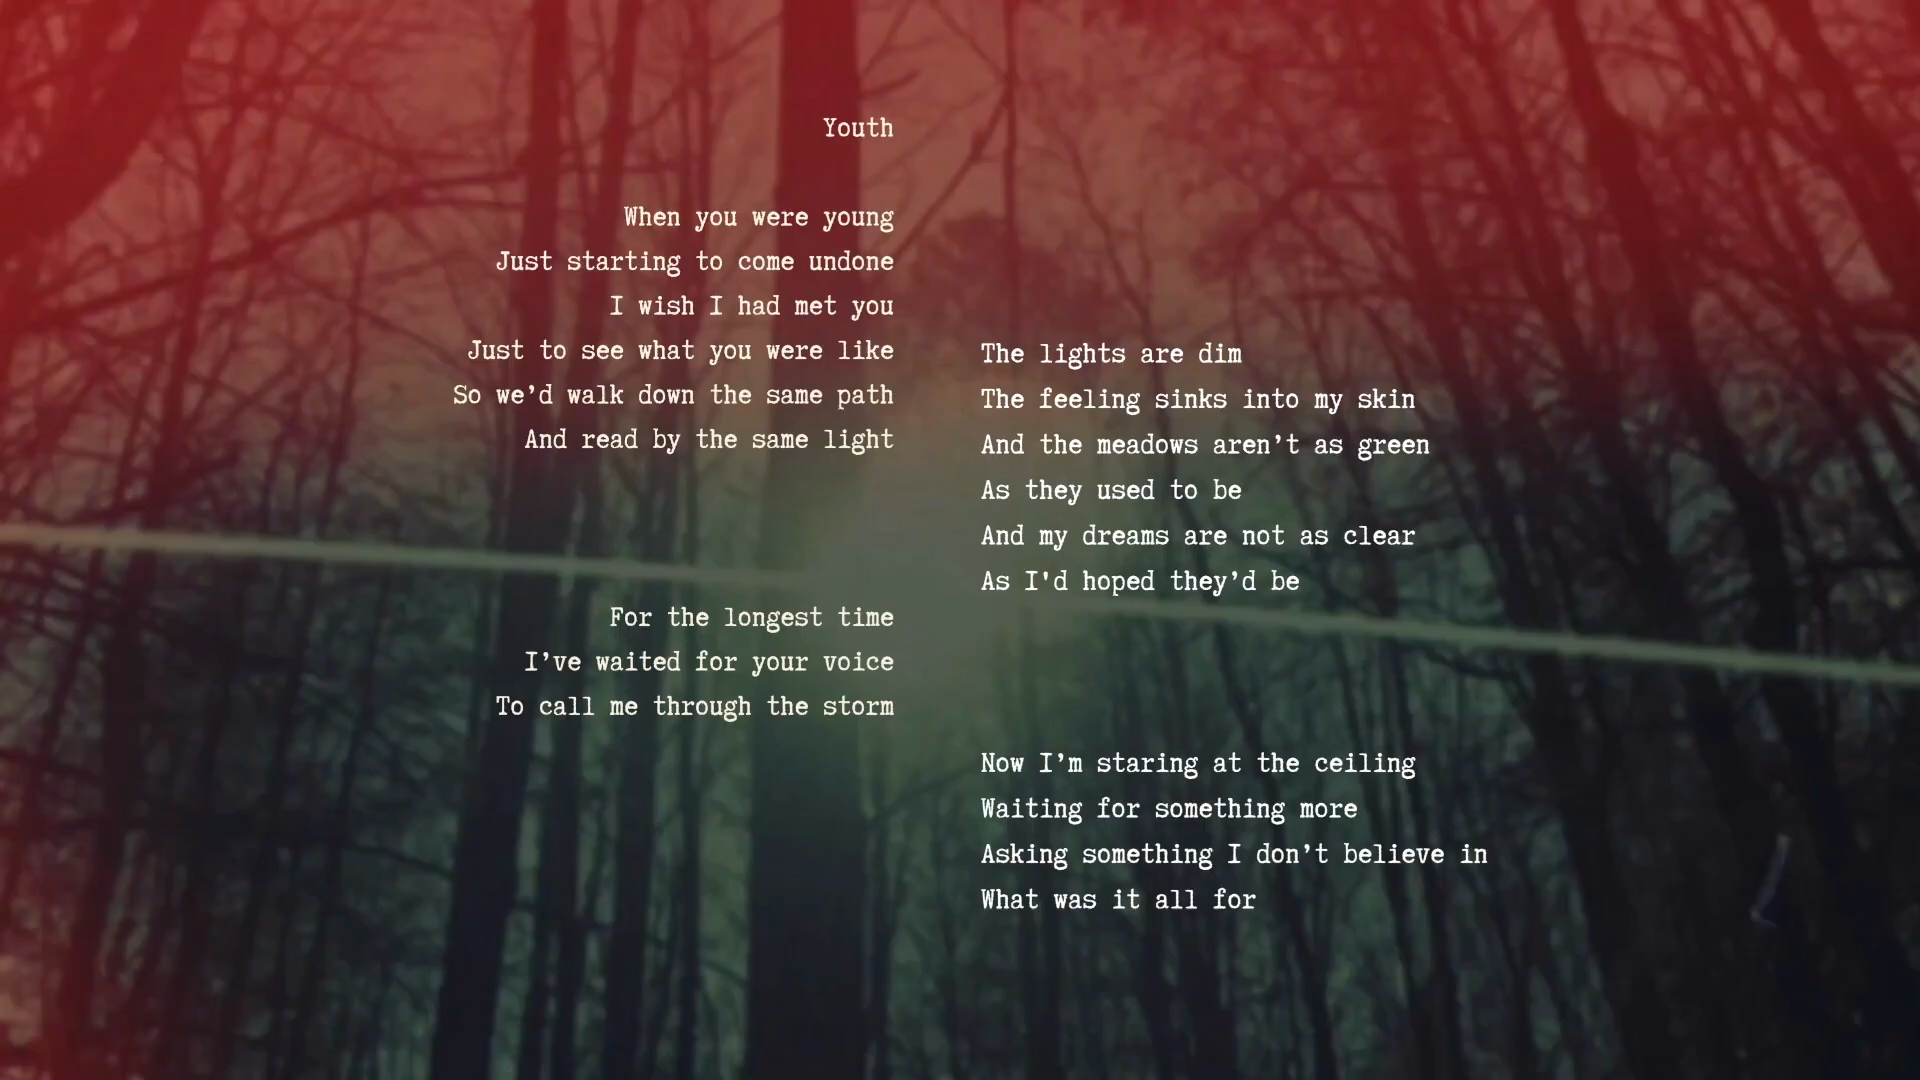 Youth
When you were young
Just starting to come undone
I wish I had met you
Just to see what you were like
So we’d walk down the same path
And read by the same light
For the longest time
I’ve waited for your voice
To call me through the storm
The lights are dim
The feeling sinks into my skin
And the meadows aren’t as green
As they used to be
And my dreams are not as clear
As I'd hoped they’d be
Now I’m staring at the ceiling
Waiting for something more
Asking something I don’t believe in
What was it all for